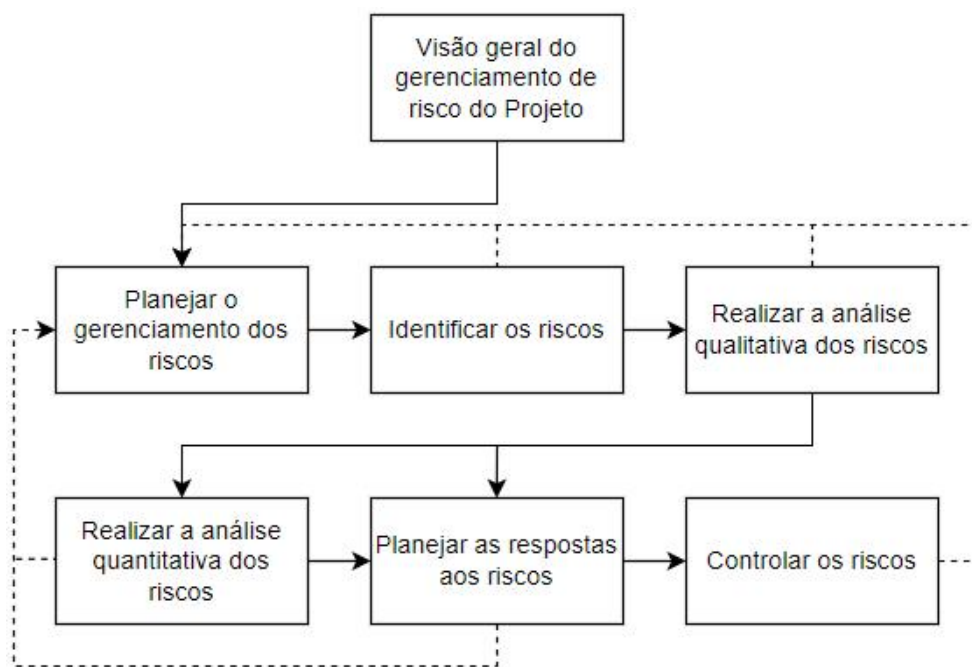 Visão geral do
gerenciamento de
risco do Projeto
Planejar o
gerenciamento dos
riscos
Identificar os riscos
Realizar a análise
qualitativa dos riscos
Realizar a análise
quantitativa dos
riscos
Planejar as respostas
aos riscos
Controlar os riscos